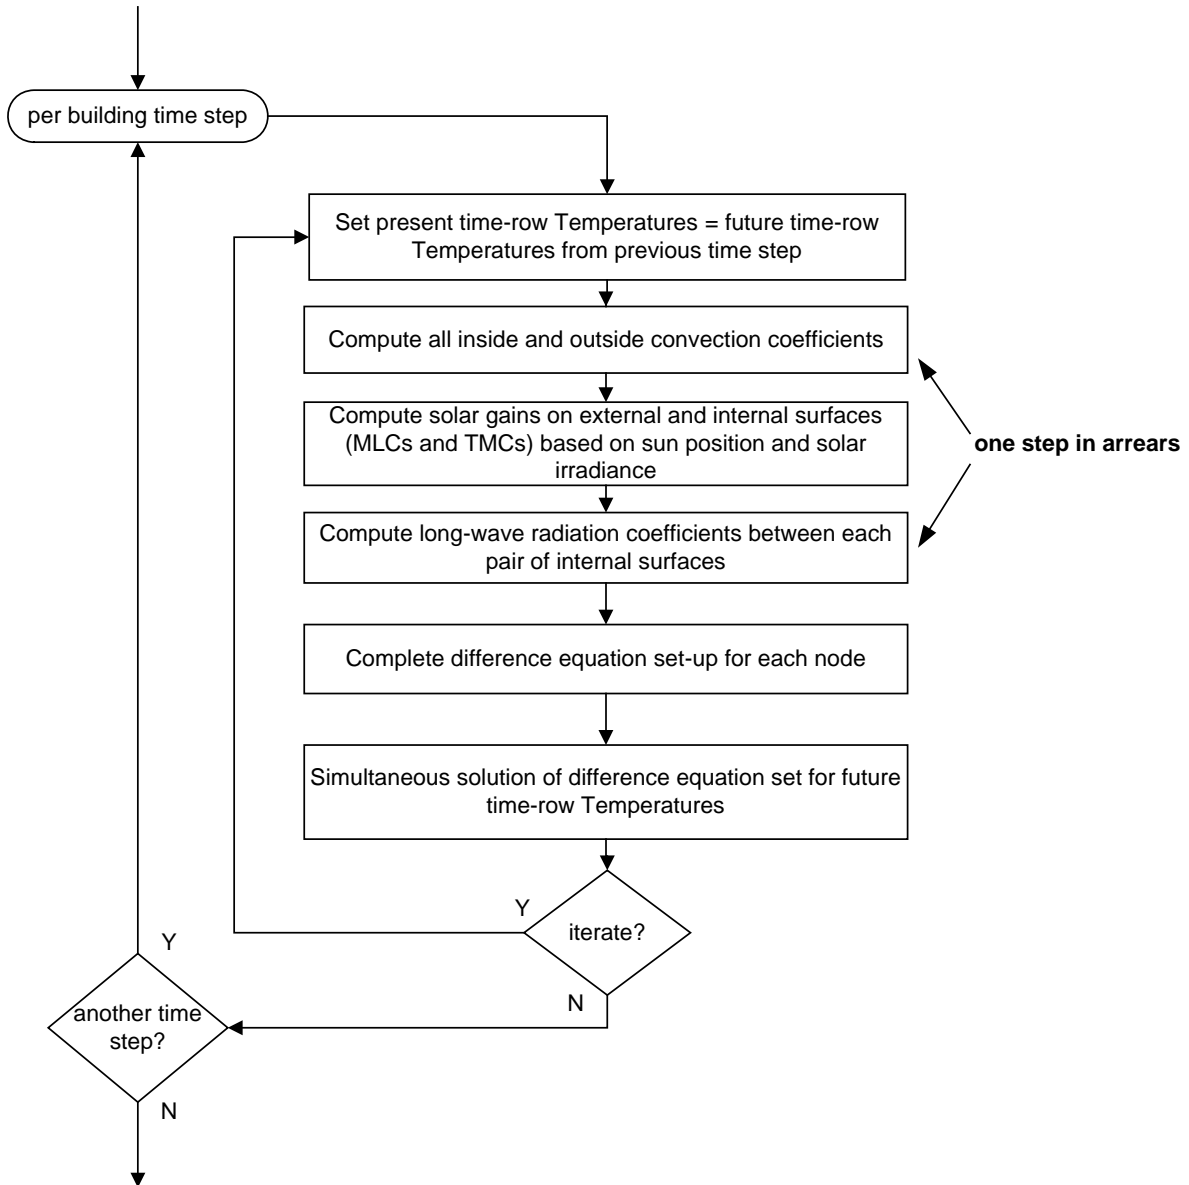 per building time step
Set present time-row Temperatures = future time-row
Temperatures from previous time step
Compute all inside and outside convection coefficients
Compute solar gains on external and internal surfaces
(MLCs and TMCs) based on sun position and solar
irradiance
one step in arrears
Compute long-wave radiation coefficients between each
pair of internal surfaces
Complete difference equation set-up for each node
Simultaneous solution of difference equation set for future
time-row Temperatures
Y
iterate?
N
Y
another time
step?
N